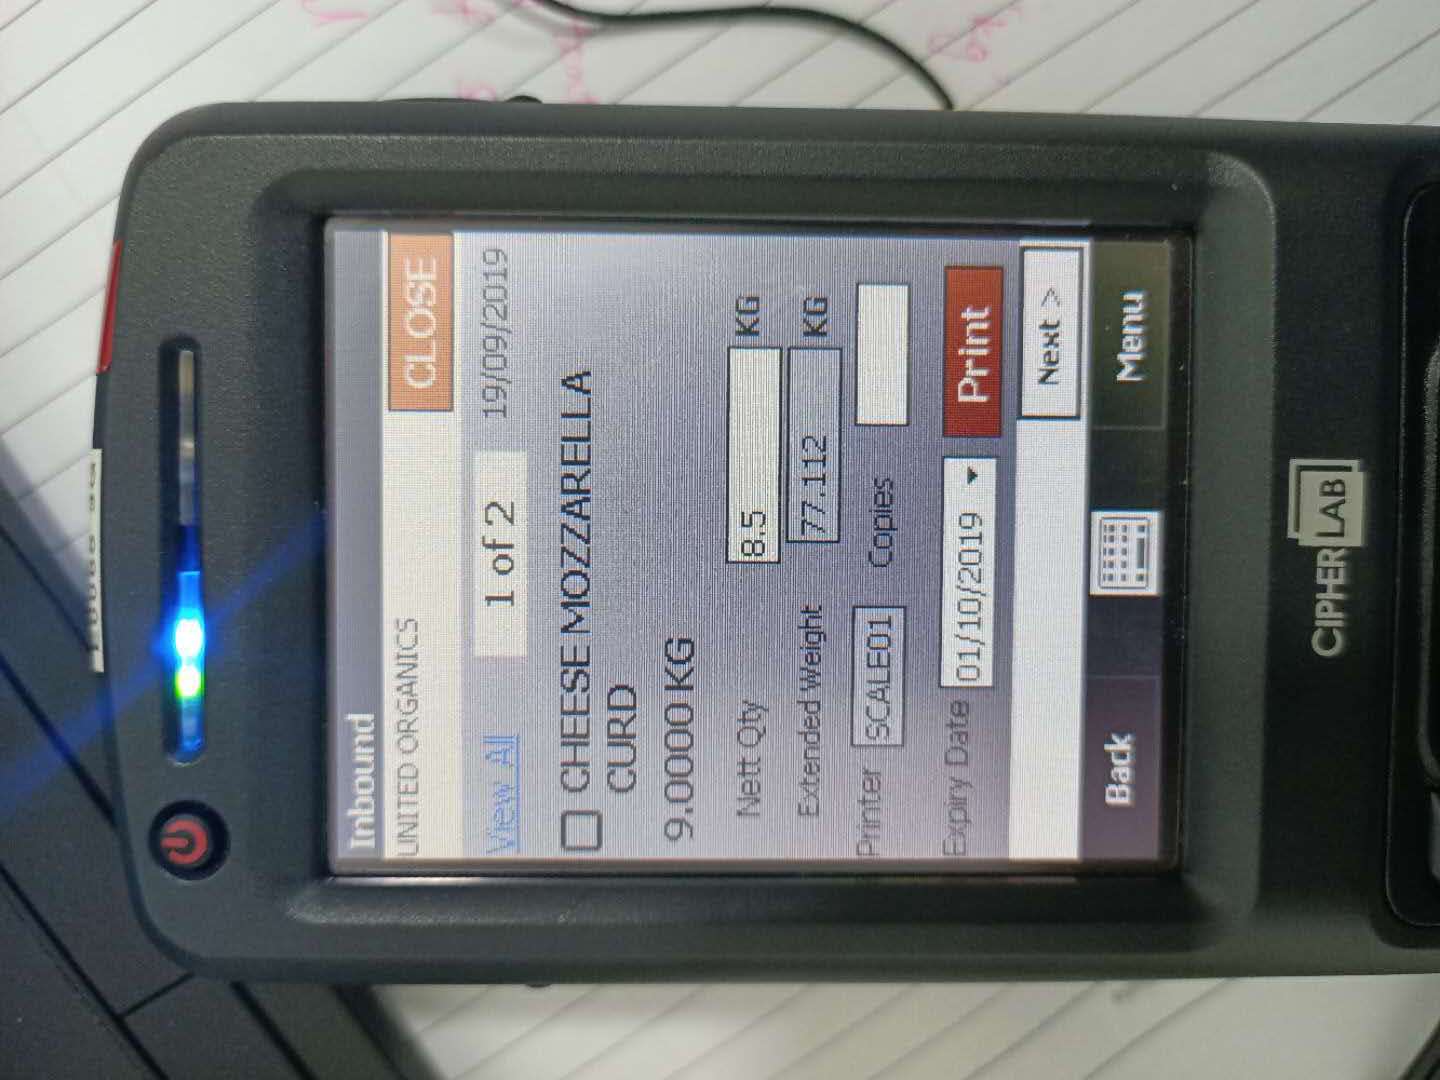 Inbound
UNITED ORGANICS CLOSE
View All 1 of 2 19/09/2019
CHEESE MOZZARELLA
CURD
9.0000 KG
Nett Qty 8.5 KG
Extended Weight 77.112 KG
Printer SCALE01 Copies
Expiry Date 01/10/2019 Print
Next >
Back Menu
CIPHERLAB